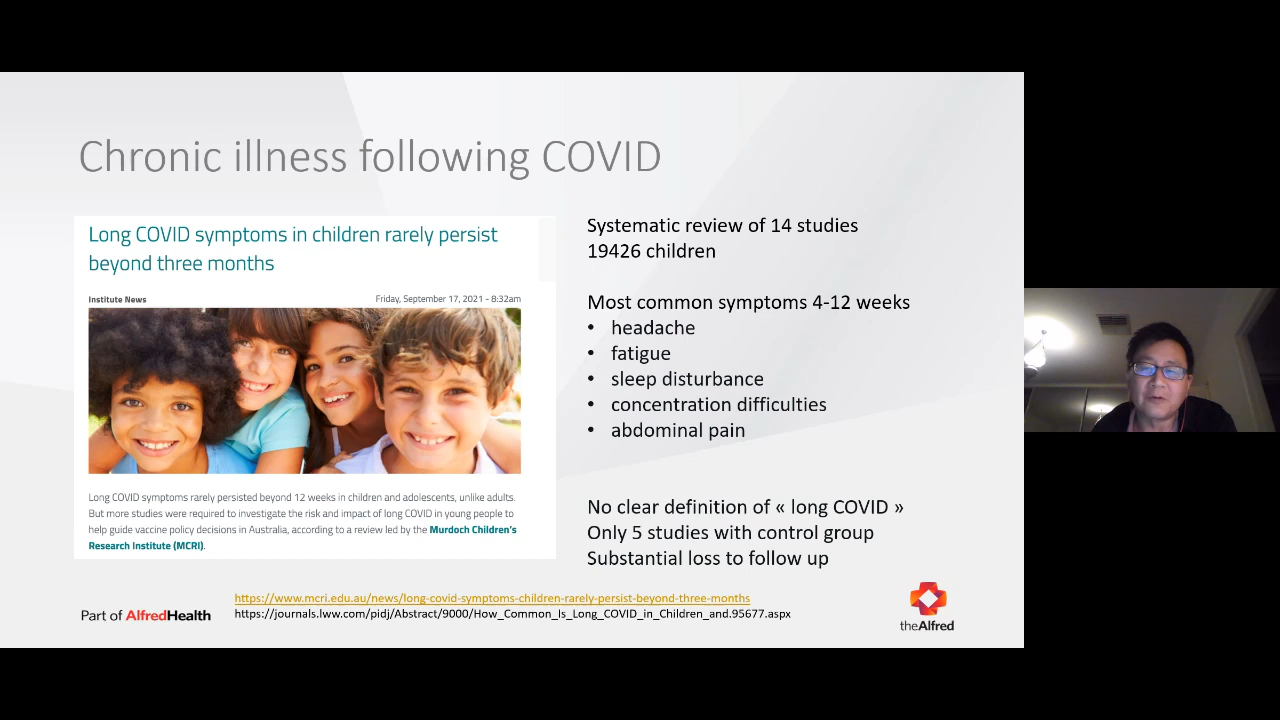 Chronic illness following COVID
Long COVID symptoms in children rarely persist
beyond three months
Institute News
Friday, September 17, 2021 - 8:32am
Long COVID symptoms rarely persisted beyond 12 weeks in children and adolescents, unlike adults.
But more studies were required to investigate the risk and impact of long COVID in young people to
help guide vaccine policy decisions in Australia, according to a review led by the Murdoch Children's
Research Institute (MCRI).
Systematic review of 14 studies
19426 children
Most common symptoms 4-12 weeks
• headache
• fatigue
• sleep disturbance
• concentration difficulties
• abdominal pain
No clear definition of « long COVID »
Only 5 studies with control group
Substantial loss to follow up
https://www.mcri.edu.au/news/long-covid-symptoms-children-rarely-persist-beyond-three-months
https://journals.lww.com/pidj/Abstract/9000/How_Common_Is_Long_COVID_in_Children_and.95677.aspx
Part of AlfredHealth
theAlfred